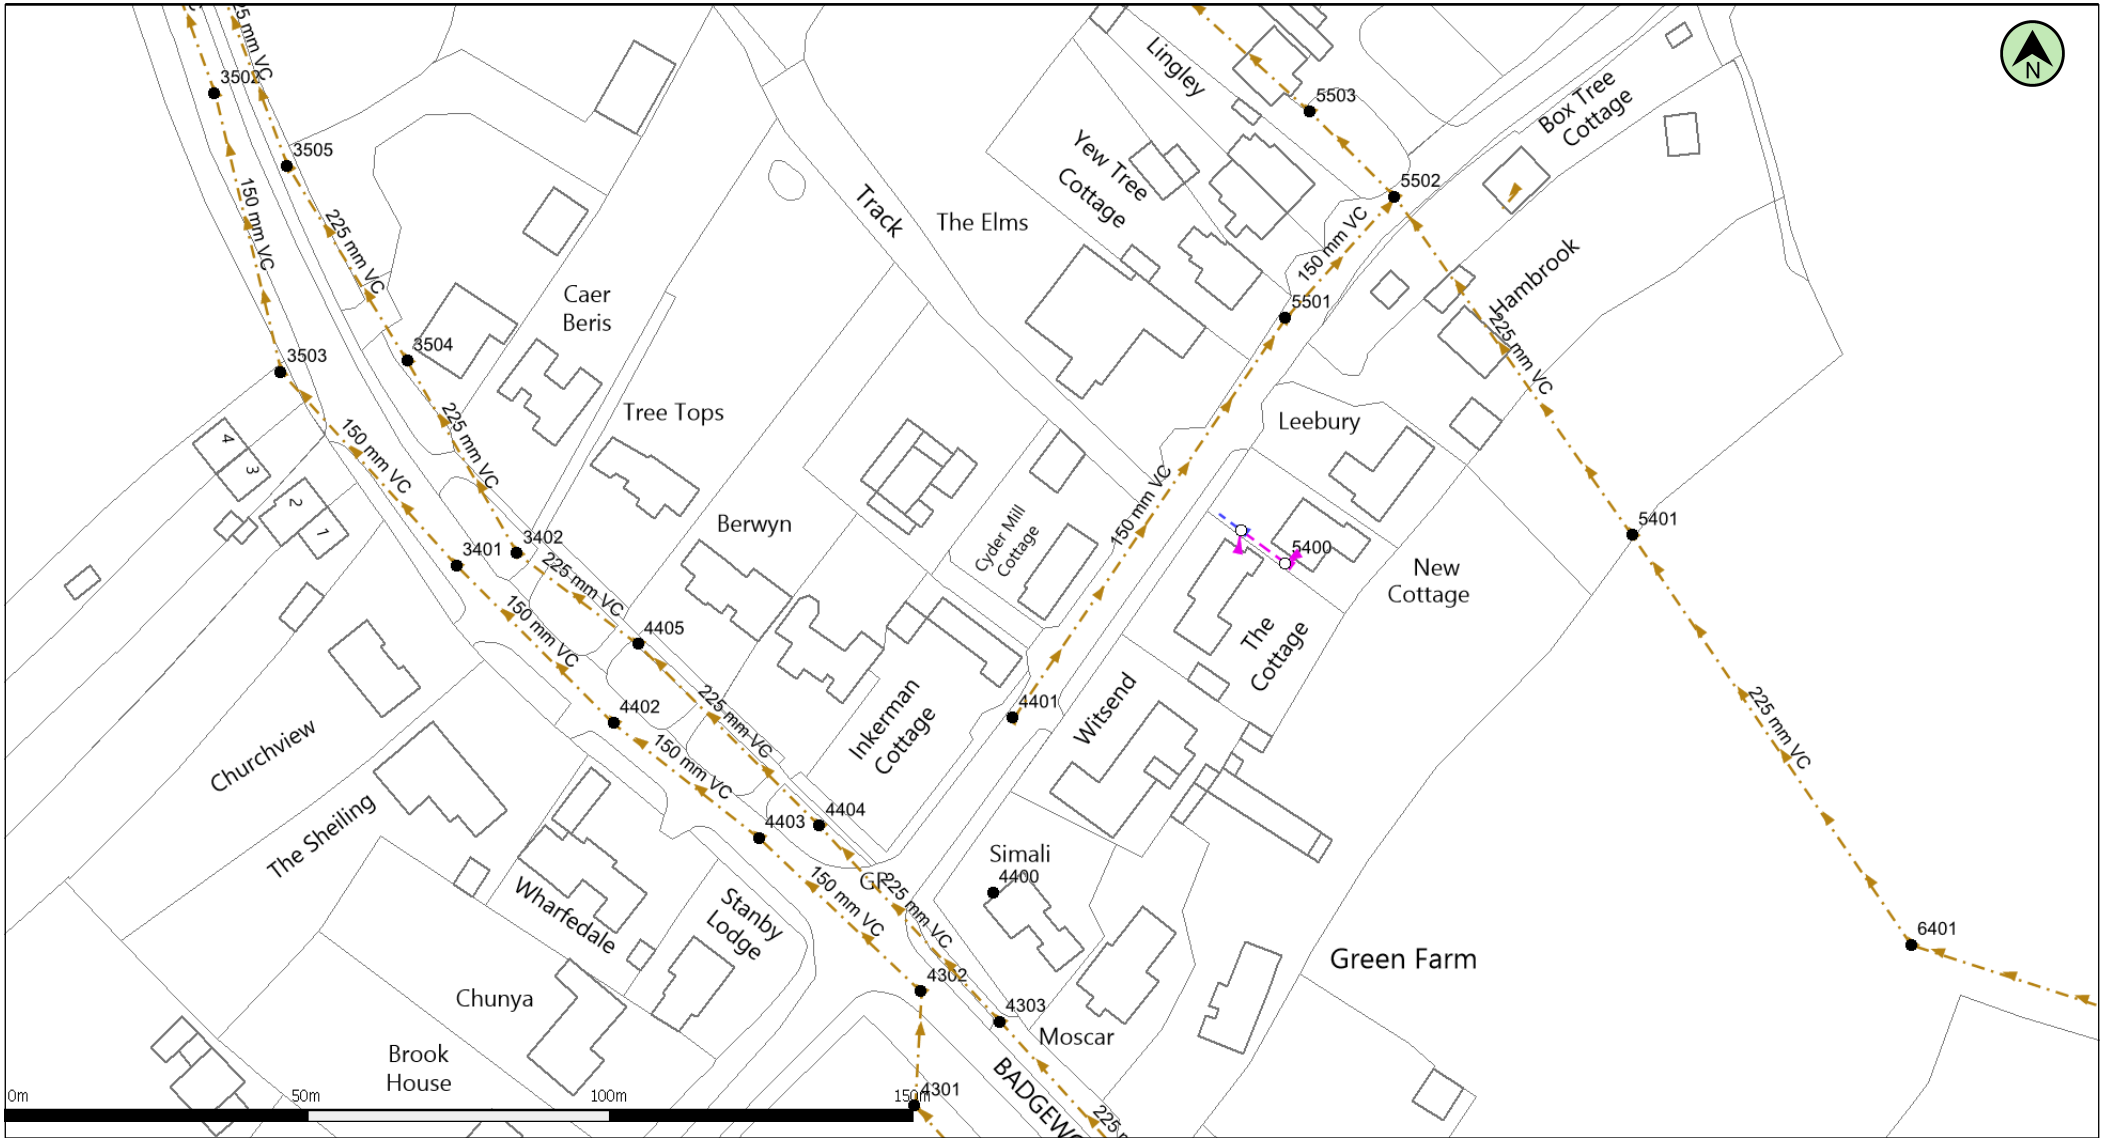 N
3502
25 mm VC
3505
150 mm VC
225 mm VC
3503
3504
225 mm VC
150 mm VC
4
3
2
1
3401
3402
225 mm VC
150 mm VC
4405
4402
225 mm VC
150 mm VC
4403
4404
150 mm VC
225 mm VC
4302
4303
4301
Lingley
5503
Box Tree
Cottage
Yew Tree
Cottage
5502
Track
The Elms
150 mm VC
5501
Hambrook
225 mm VC
Caer
Beris
Tree Tops
Leebury
Berwyn
Cyder Mill
Cottage
150 mm VC
5400
5401
New
Cottage
The
Cottage
Witsend
4401
Inkerman
Cottage
225 mm VC
Churchview
The Sheiling
Wharfedale
Stanby
Lodge
Simali
4400
6401
Green Farm
Chunya
Moscar
Brook
House
0m
50m
100m
150m